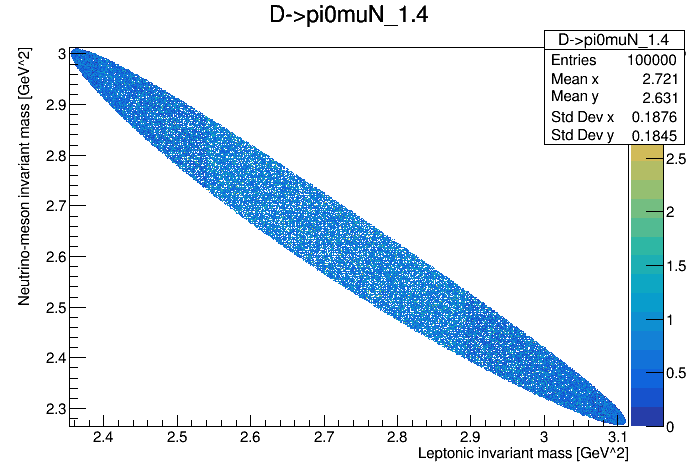 D->pi0muN_1.4
D->pi0muN_1.4
Entries 100000
Mean x 2.721
Mean y 2.631
Std Dev x 0.1876
Std Dev y 0.1845
Neutrino-meson invariant mass [GeV^2]
3
2.9
2.8
2.7
2.6
2.5
2.4
2.3
2.4 2.5 2.6 2.7 2.8 2.9 3 3.1
Leptonic invariant mass [GeV^2]
2.5
2
1.5
1
0.5
0